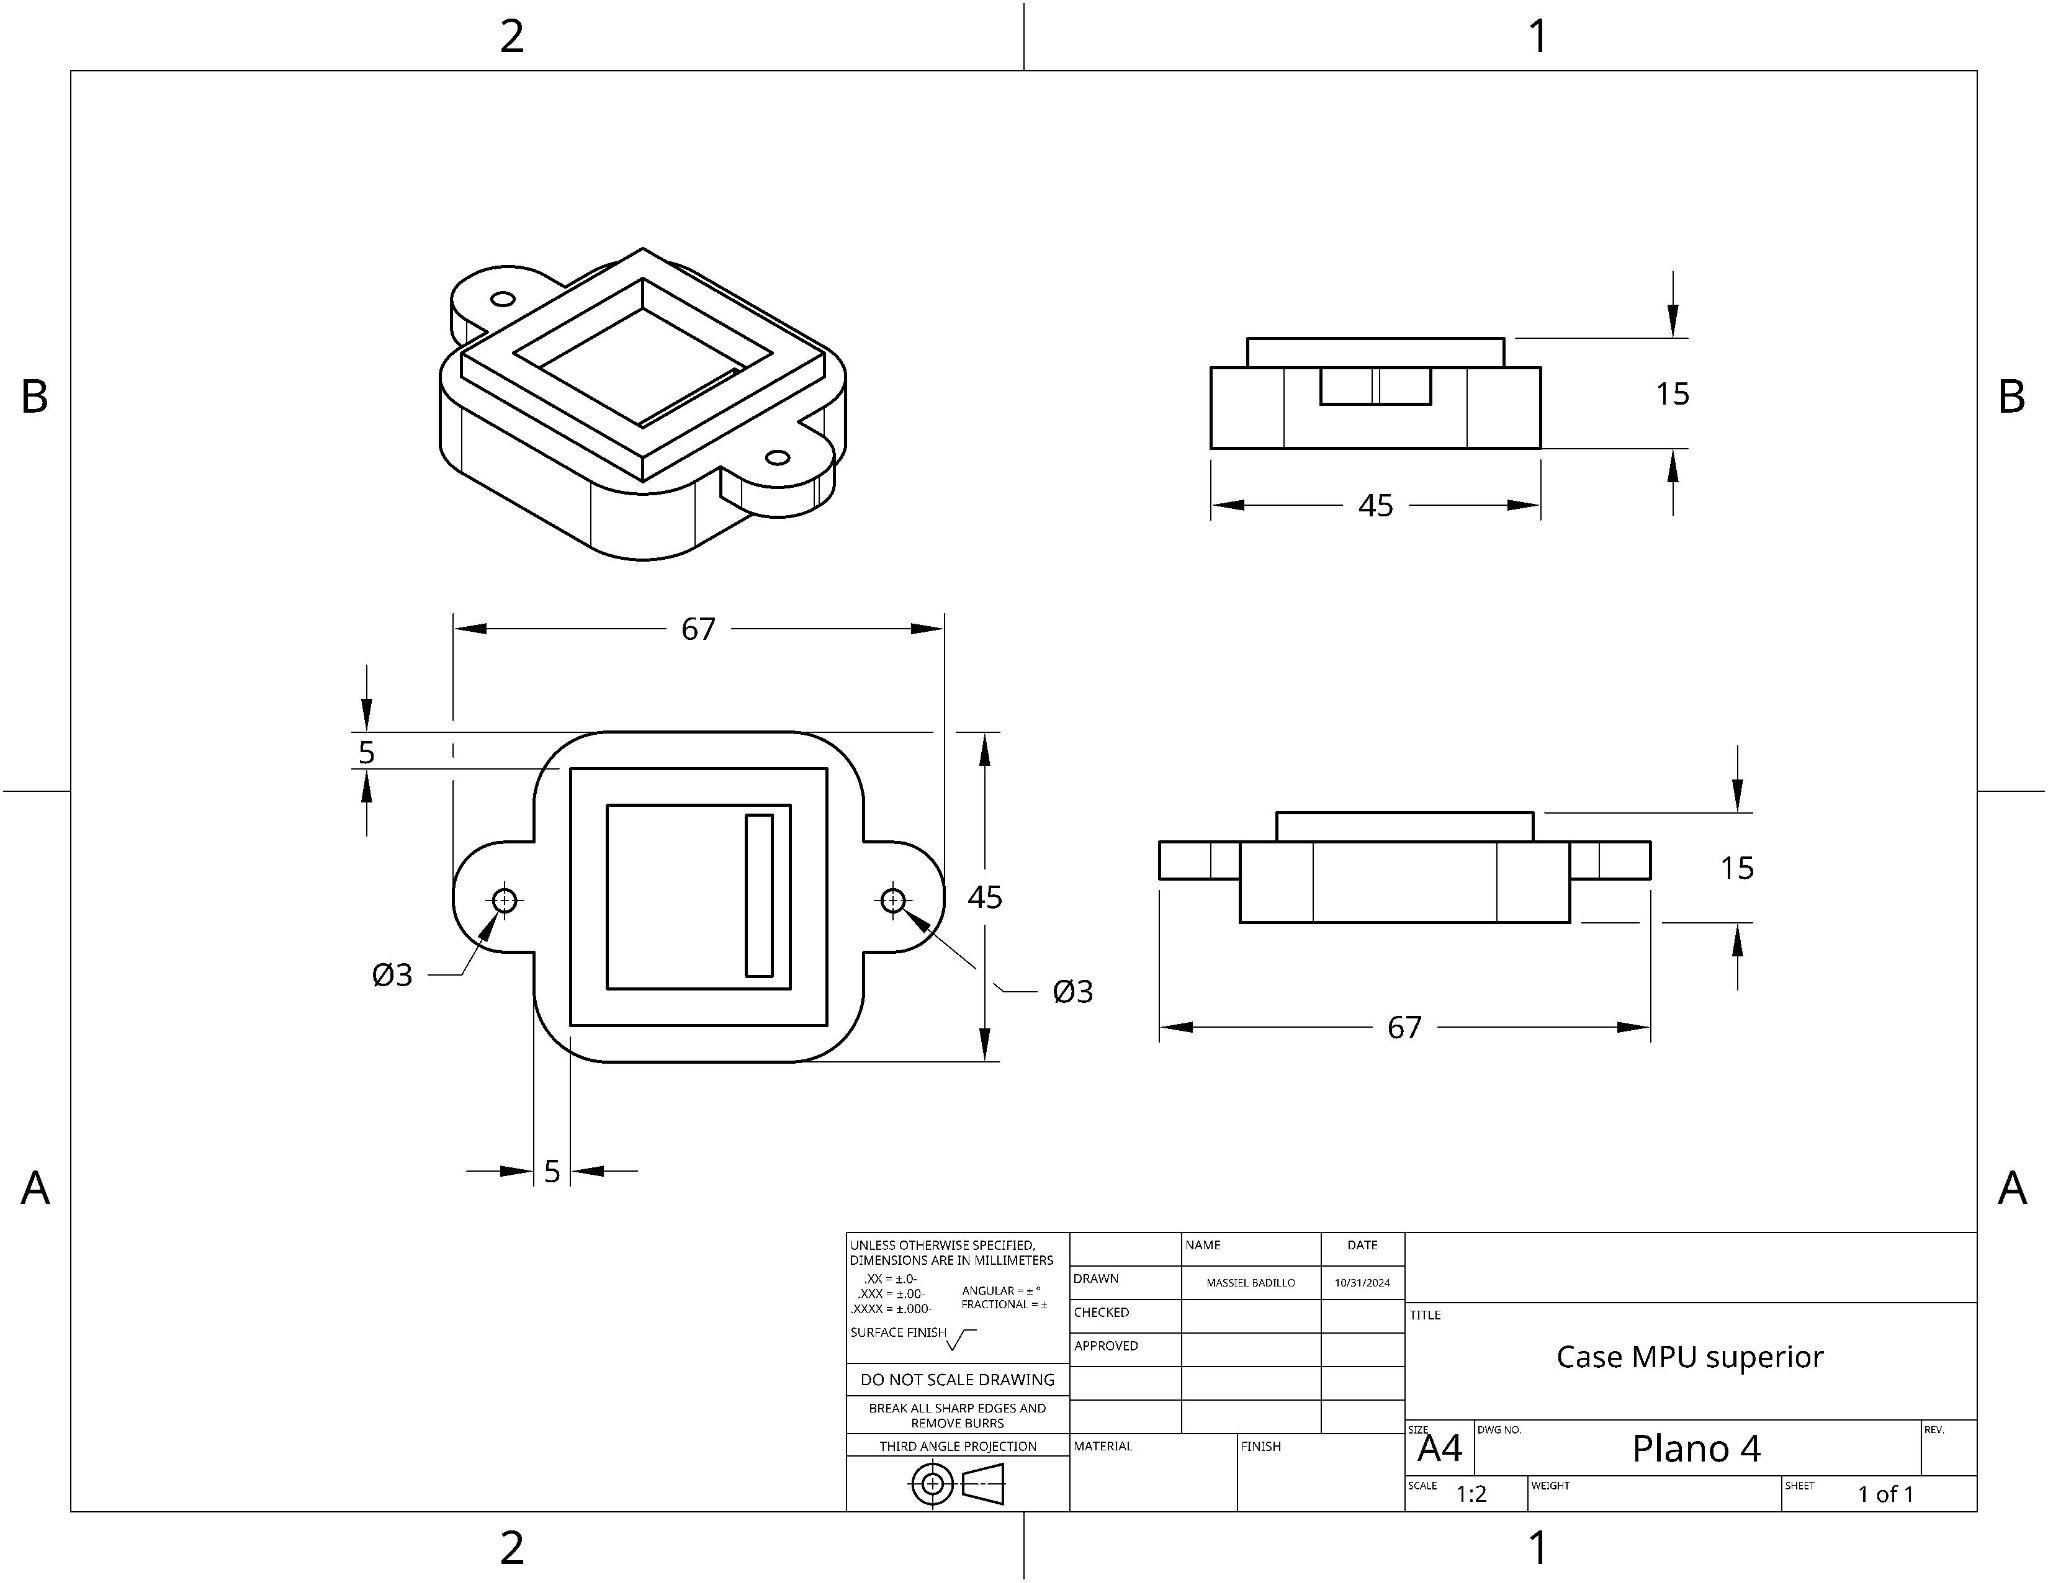 2
1
B
B
15
45
67
5
45
Ø3
Ø3
5
15
67
A
A
UNLESS OTHERWISE SPECIFIED,
DIMENSIONS ARE IN MILLIMETERS
.XX = ±.0-
.XXX = ±.00-
.XXXX = ±.000-
ANGULAR = ± °
FRACTIONAL = ±
SURFACE FINISH
DO NOT SCALE DRAWING
BREAK ALL SHARP EDGES AND
REMOVE BURRS
THIRD ANGLE PROJECTION
NAME
DATE
DRAWN
MASSIEL BADILLO
10/31/2024
CHECKED
APPROVED
MATERIAL
FINISH
TITLE
Case MPU superior
SIZE
A4
DWG NO.
Plano 4
REV.
SCALE
1:2
WEIGHT
SHEET
1 of 1
2
1